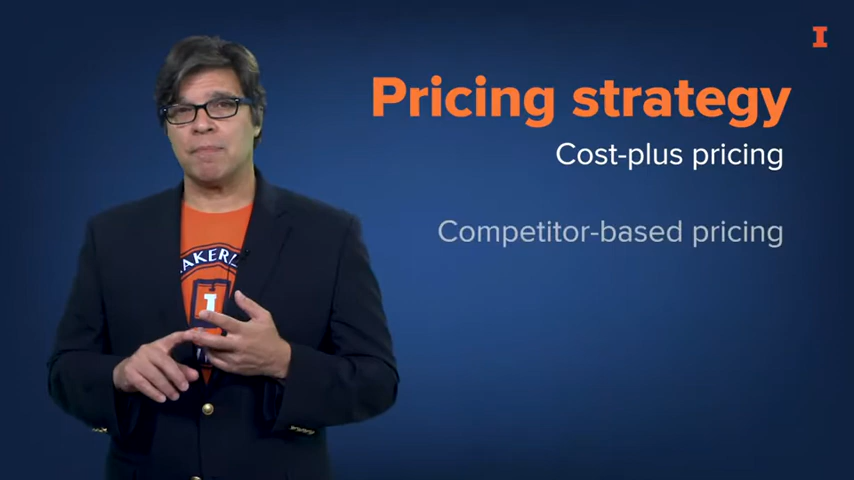 I
Pricing strategy
Cost-plus pricing
Competitor-based pricing
I